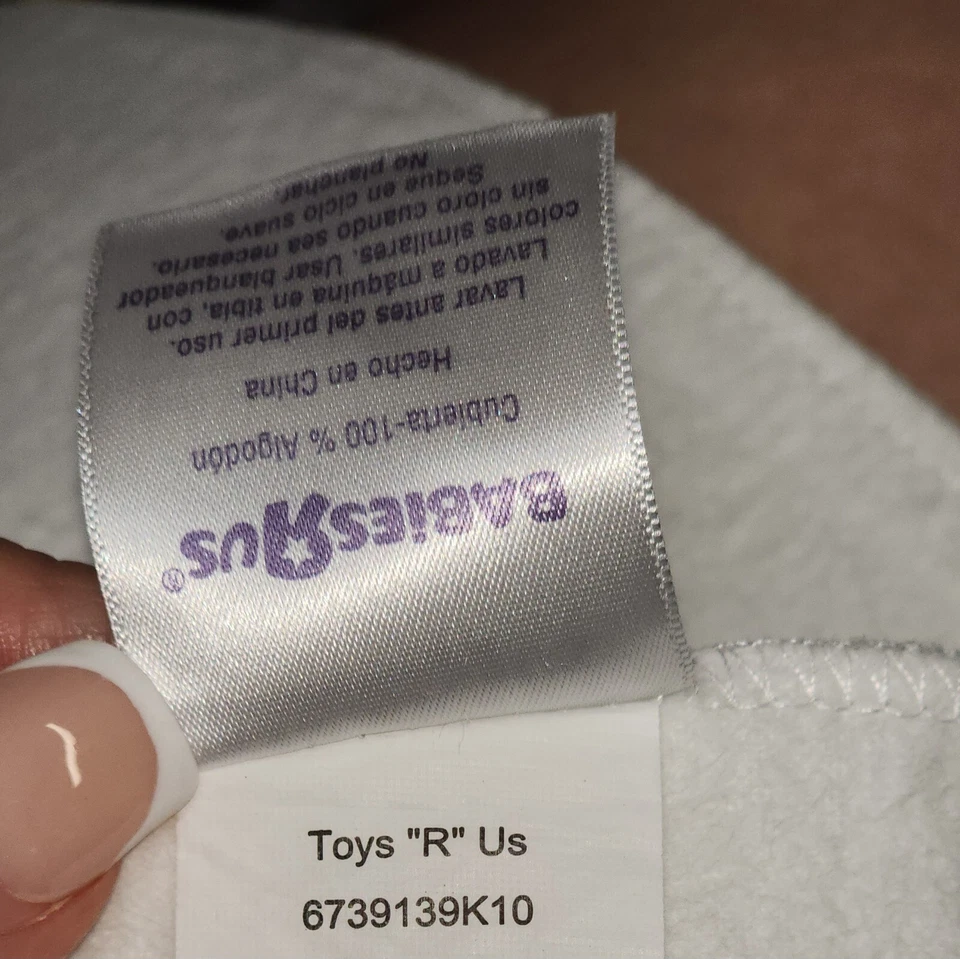 BABIESЯUS®
Cubierta-100 % Algodón
Hecho en China
Lavar antes del primer uso.
Lavado a máquina en tibia, con
colores similares. Usar blanqueador
sin cloro cuando sea necesario.
Seque en ciclo suave.
No planchar.
Toys "R" Us
6739139K10